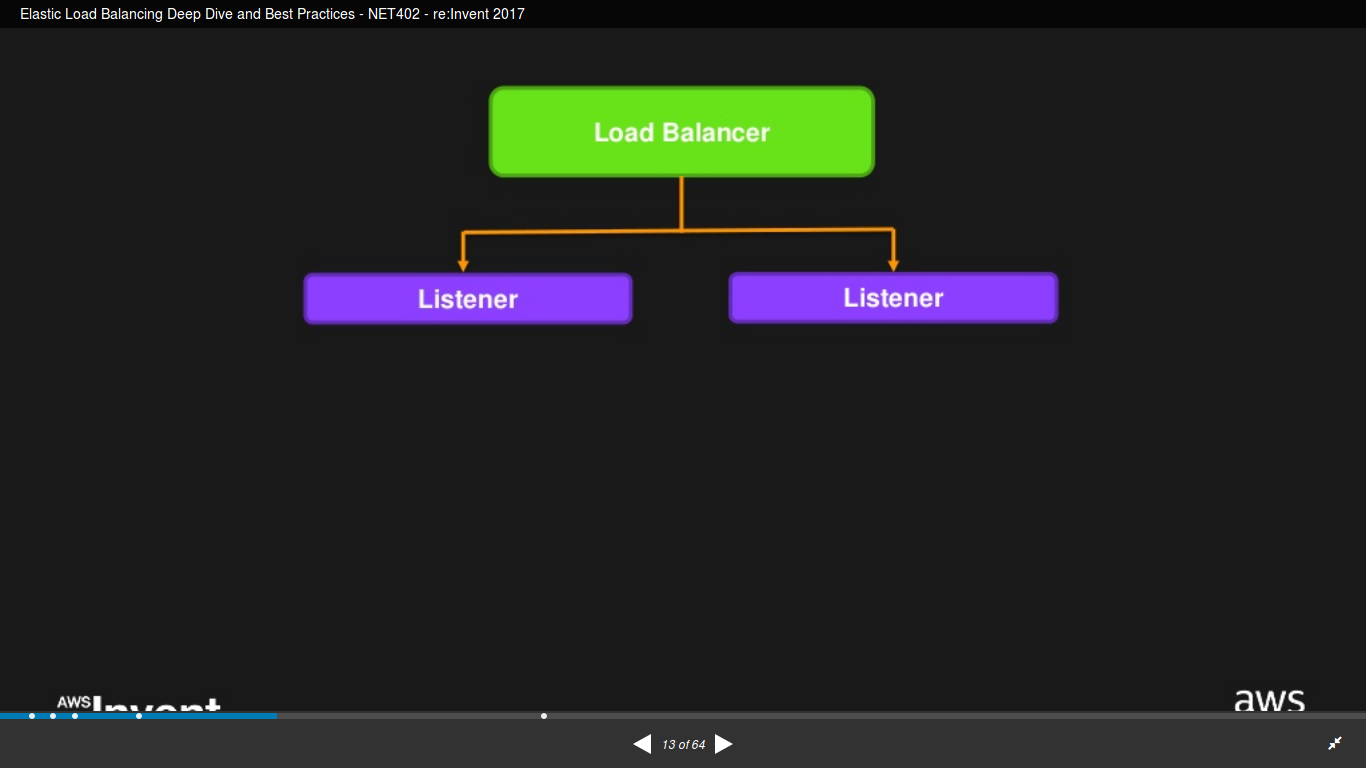 Elastic Load Balancing Deep Dive and Best Practices - NET402 - re:Invent 2017
Load Balancer
Listener
Listener
AWS
Invent
aws
13 of 64